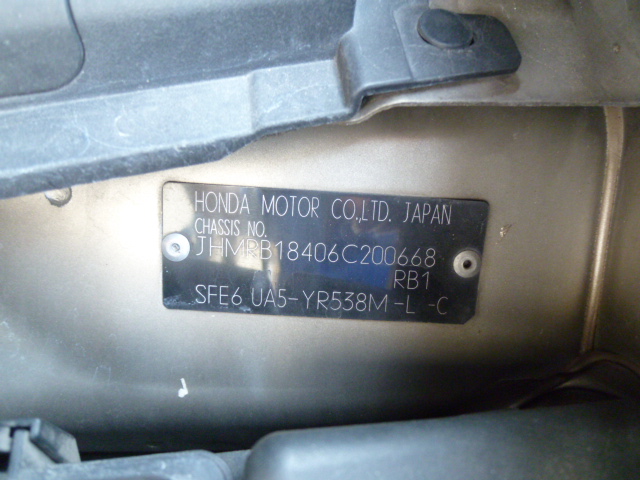 HONDA MOTOR CO.,LTD. JAPAN
CHASSIS NO.
JHMRB18406C200668
RB1
SFE6 UA5-YR538M -L -C